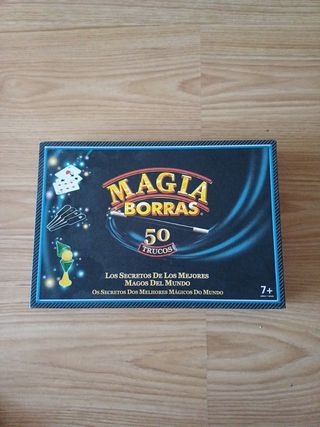 MAGIA
BORRAS
50
TRUCOS
LOS SECRETOS DE LOS MEJORES
MAGOS DEL MUNDO
OS SECRETOS DOS MELHORES MÁGICOS DO MUNDO
7+